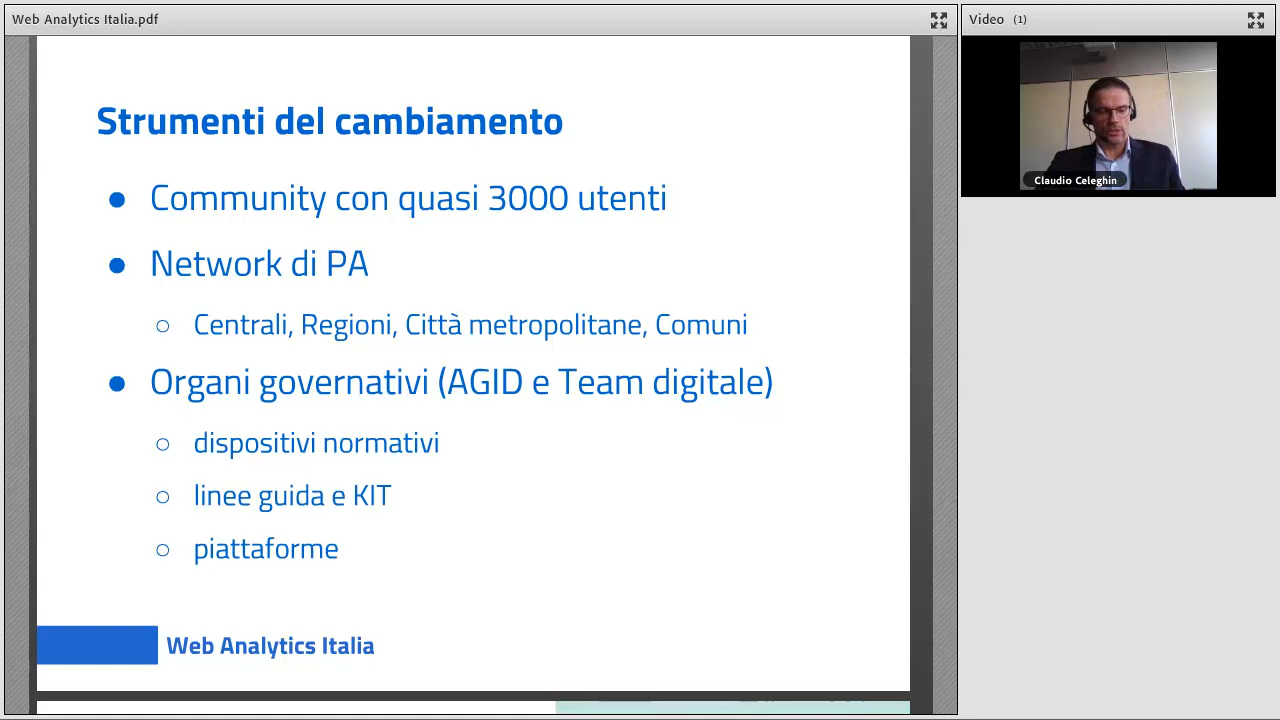 Web Analytics Italia.pdf
Video (1)
Claudio Celeghin
Strumenti del cambiamento
● Community con quasi 3000 utenti
● Network di PA
○ Centrali, Regioni, Città metropolitane, Comuni
● Organi governativi (AGID e Team digitale)
○ dispositivi normativi
○ linee guida e KIT
○ piattaforme
Web Analytics Italia